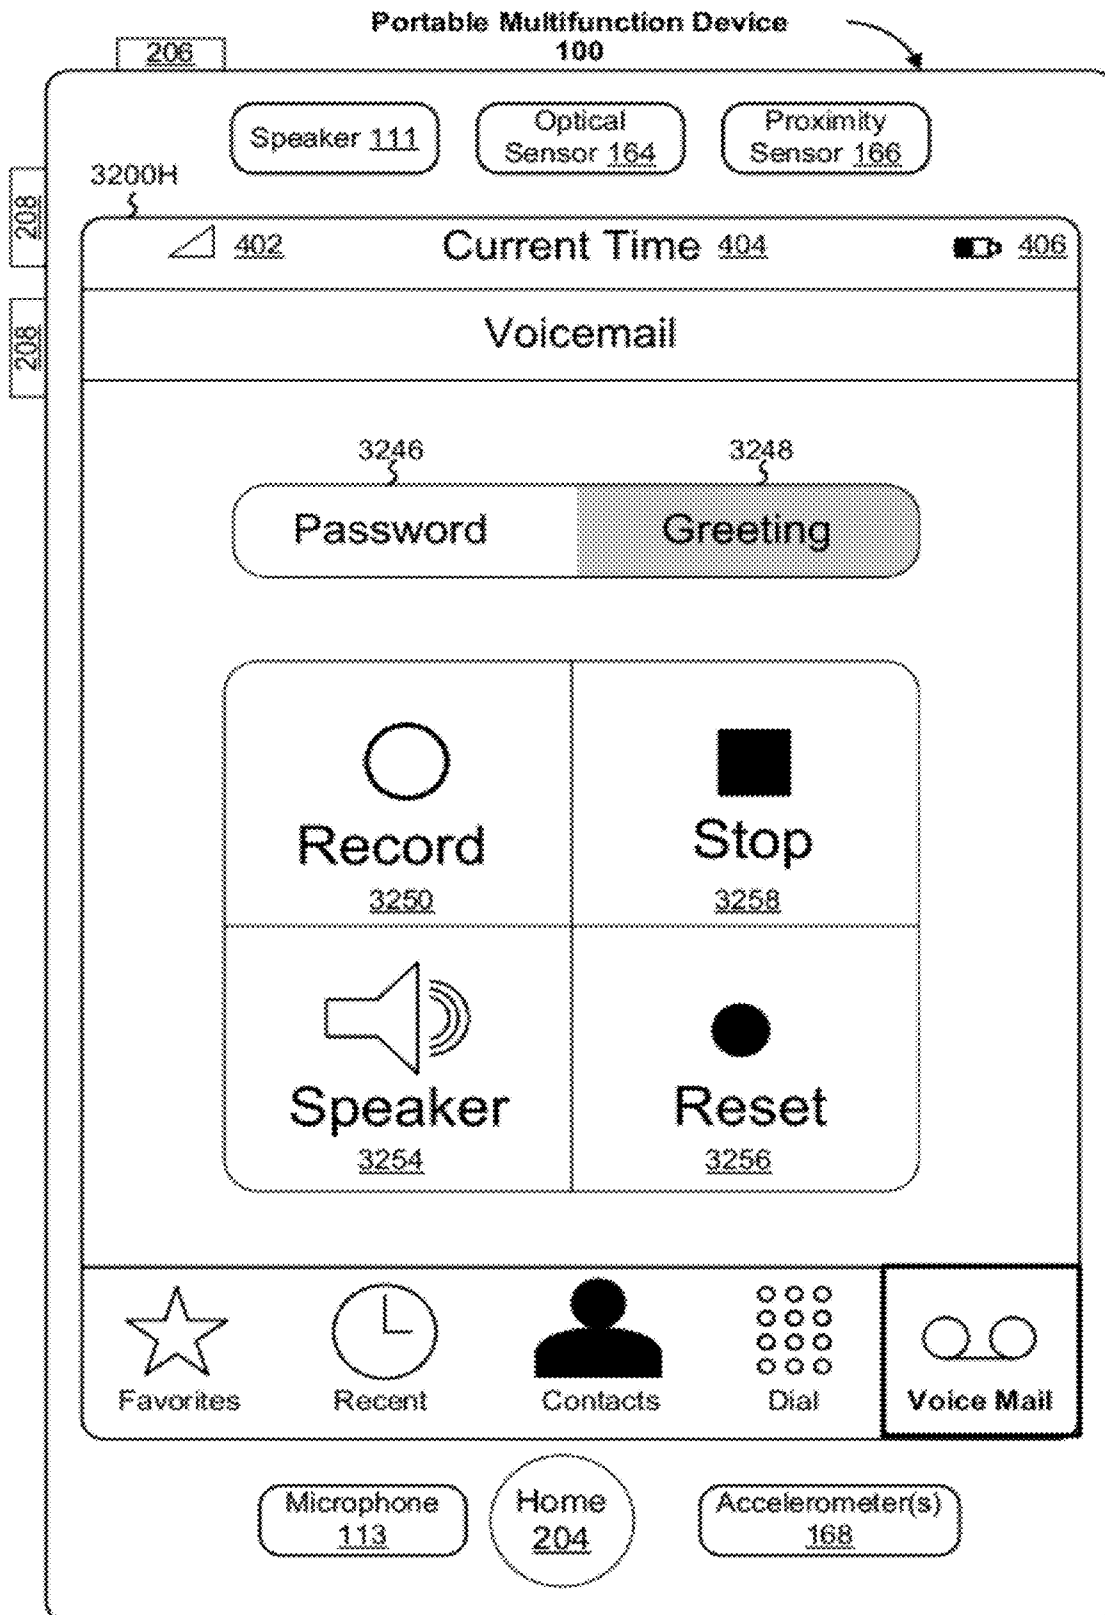 Portable Multifunction Device
100
206
Speaker 111
Optical
Sensor 164
Proximity
Sensor 166
3200H
208
208
402
Current Time 404
406
Voicemail
3246
3248
Password
Greeting
Record
3250
Stop
3258
Speaker
3254
Reset
3256
Favorites
Recent
Contacts
Dial
Voice Mail
Microphone
113
Home
204
Accelerometer(s)
168